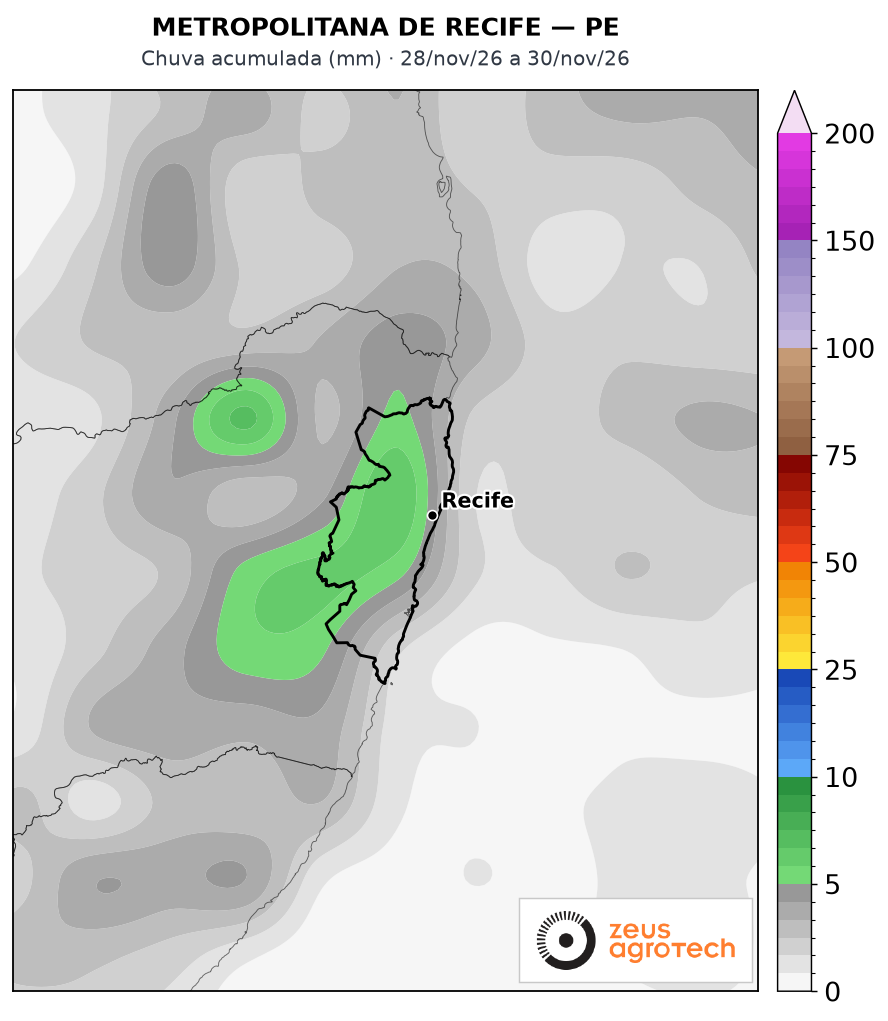 METROPOLITANA DE RECIFE — PE
Chuva acumulada (mm) · 28/nov/26 a 30/nov/26
200
150
100
75
50
25
10
5
0
Recife
zeus
agrotech